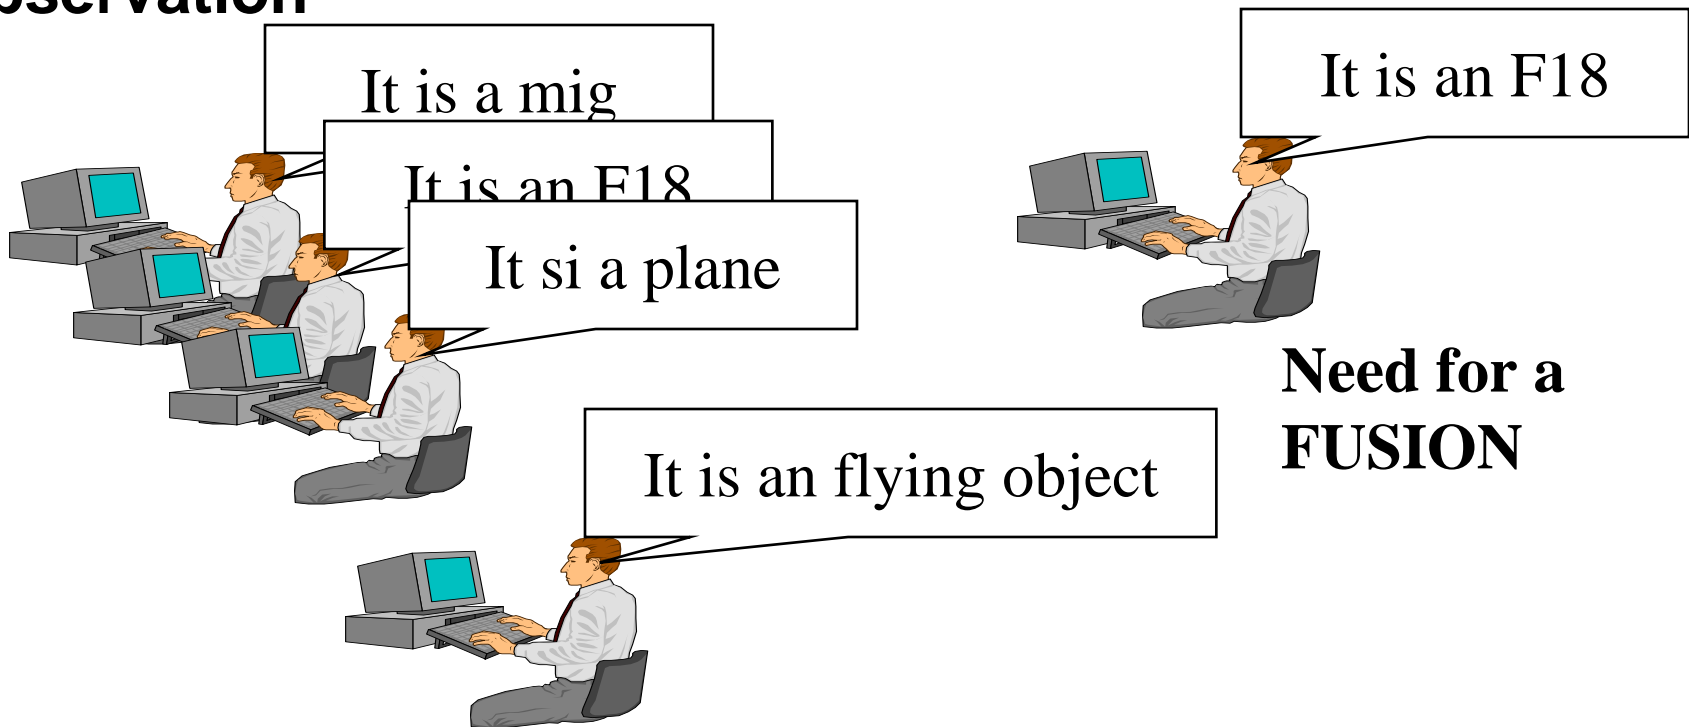 It is a mig
It is an F18
It is an F18
It si a plane
Need for a
FUSION
It is an flying object